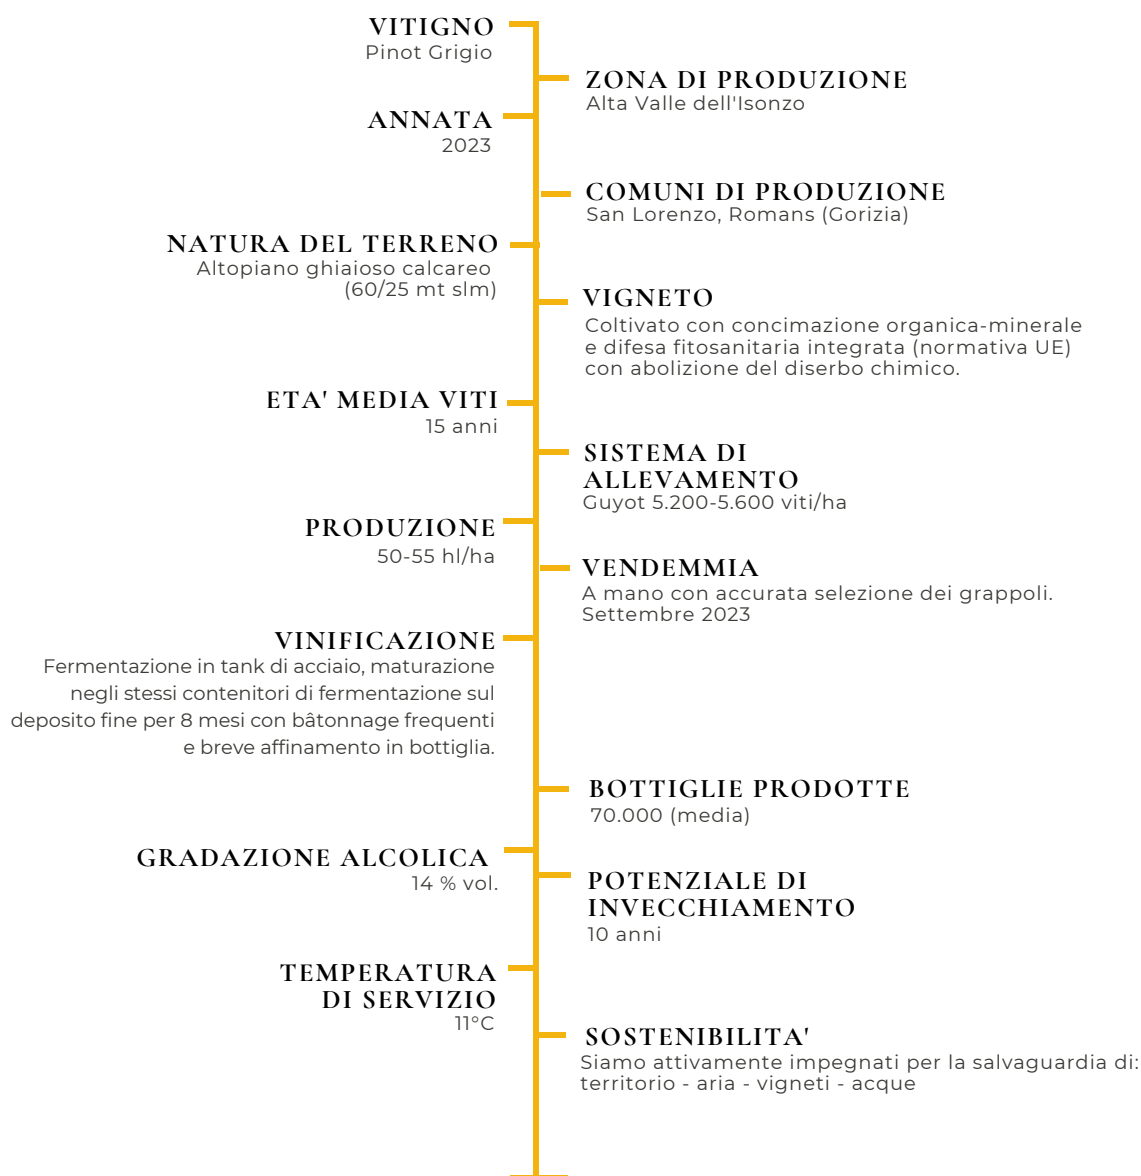 VITIGNO
Pinot Grigio
ZONA DI PRODUZIONE
Alta Valle dell'Isonzo
ANNATA
2023
COMUNI DI PRODUZIONE
San Lorenzo, Romans (Gorizia)
NATURA DEL TERRENO
Altopiano ghiaioso calcareo
(60/25 mt slm)
VIGNETO
Coltivato con concimazione organica-minerale
e difesa fitosanitaria integrata (normativa UE)
con abolizione del diserbo chimico.
ETA' MEDIA VITI
15 anni
SISTEMA DI
ALLEVAMENTO
Guyot 5.200-5.600 viti/ha
PRODUZIONE
50-55 hl/ha
VENDEMMIA
A mano con accurata selezione dei grappoli.
Settembre 2023
VINIFICAZIONE
Fermentazione in tank di acciaio, maturazione
negli stessi contenitori di fermentazione sul
deposito fine per 8 mesi con bâtonnage frequenti
e breve affinamento in bottiglia.
BOTTIGLIE PRODOTTE
70.000 (media)
GRADAZIONE ALCOLICA
14 % vol.
POTENZIALE DI
INVECCHIAMENTO
10 anni
TEMPERATURA
DI SERVIZIO
11°C
SOSTENIBILITA'
Siamo attivamente impegnati per la salvaguardia di:
territorio - aria - vigneti - acque